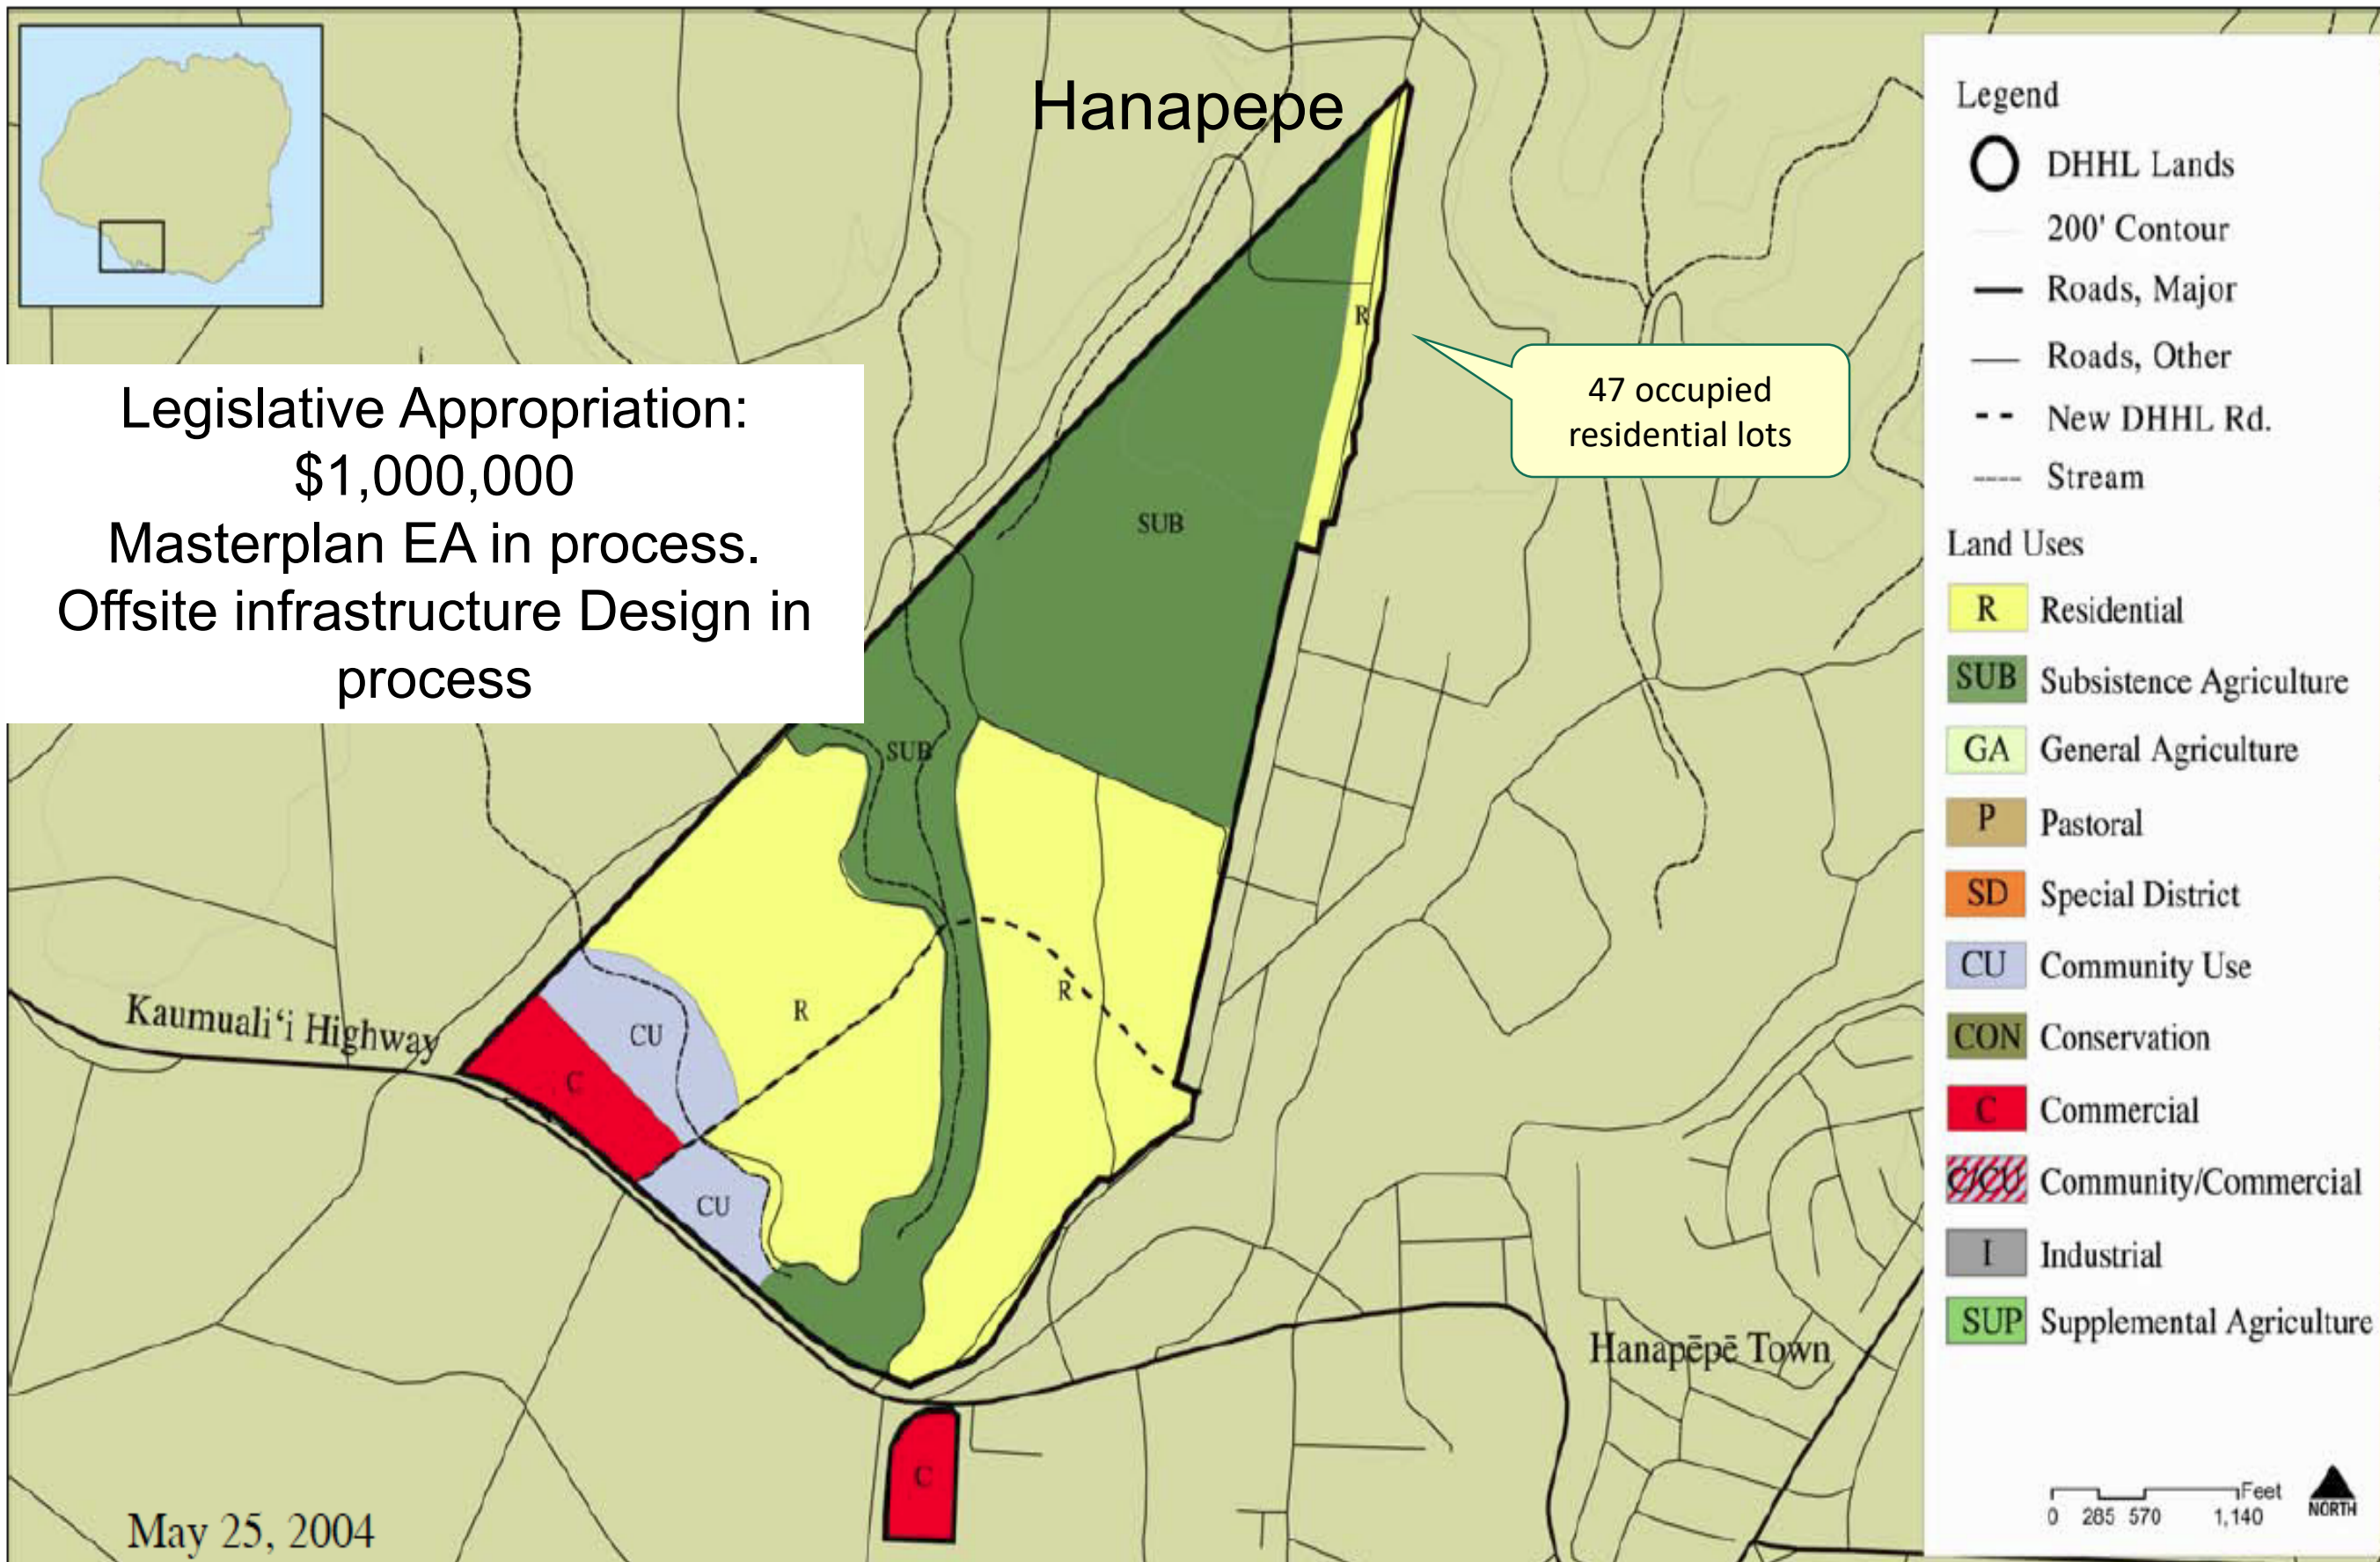 Hanapepe
Legislative Appropriation:
$1,000,000
Masterplan EA in process.
Offsite infrastructure Design in
process
47 occupied
residential lots
R
SUB
SUB
R
R
CU
C
CU
C
Kaumualiʻi Highway
Hanapēpē Town
May 25, 2004
Legend
DHHL Lands
200' Contour
Roads, Major
Roads, Other
New DHHL Rd.
Stream
Land Uses
R Residential
SUB Subsistence Agriculture
GA General Agriculture
P Pastoral
SD Special District
CU Community Use
CON Conservation
C Commercial
C/CU Community/Commercial
I Industrial
SUP Supplemental Agriculture
Feet
0 285 570 1,140
NORTH